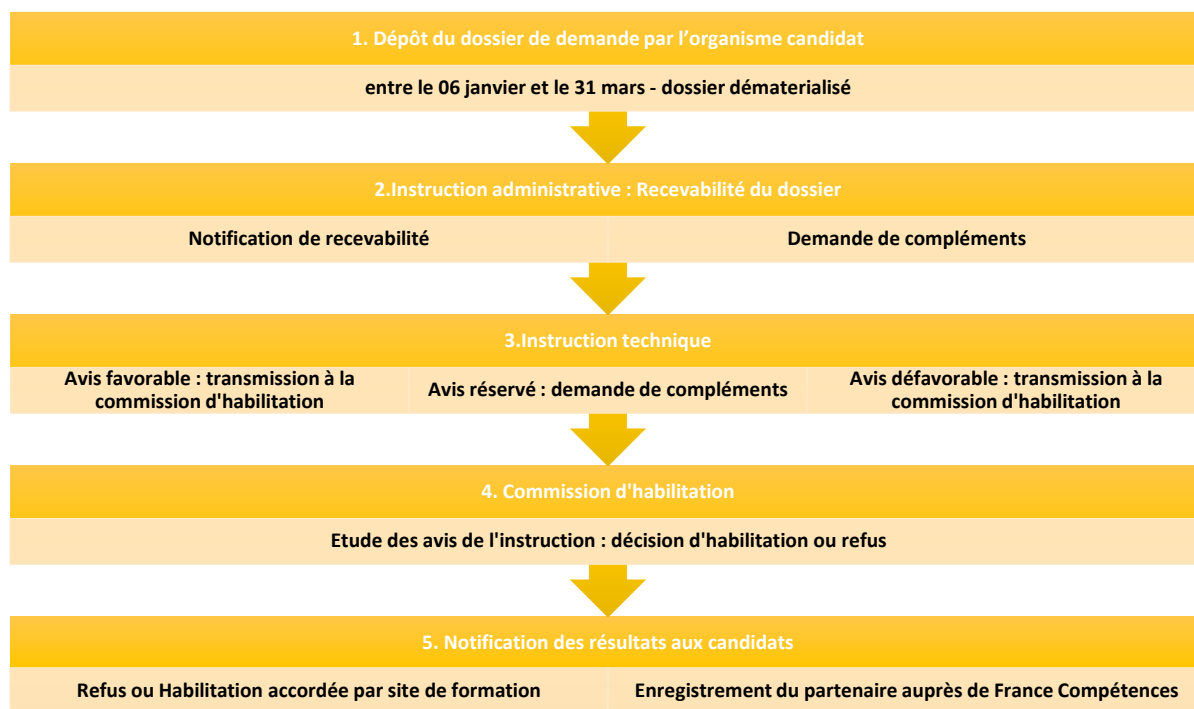 1. Dépôt du dossier de demande par l’organisme candidat
entre le 06 janvier et le 31 mars - dossier dématerialisé
2.Instruction administrative : Recevabilité du dossier
Notification de recevabilité
Demande de compléments
3.Instruction technique
Avis favorable : transmission à la
commission d'habilitation
Avis réservé : demande de compléments
Avis défavorable : transmission à la
commission d'habilitation
4. Commission d'habilitation
Etude des avis de l'instruction : décision d'habilitation ou refus
5. Notification des résultats aux candidats
Refus ou Habilitation accordée par site de formation
Enregistrement du partenaire auprès de France Compétences